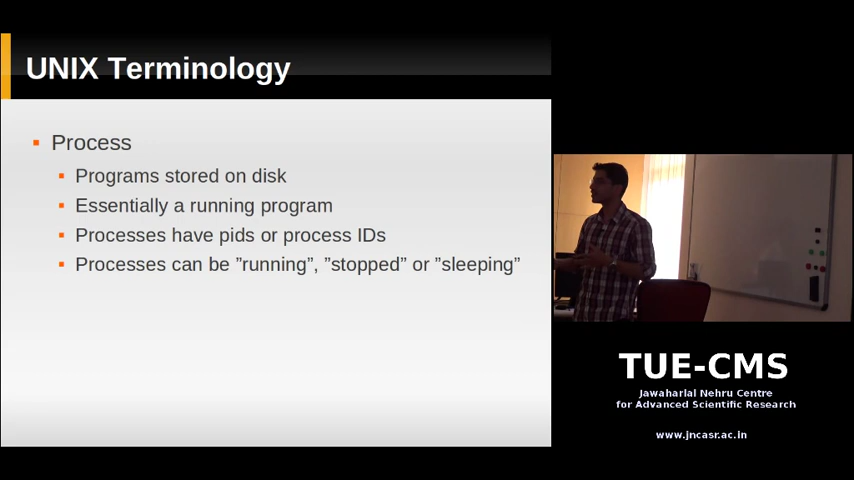 UNIX Terminology
Process
Programs stored on disk
Essentially a running program
Processes have pids or process IDs
Processes can be ”running”, ”stopped” or ”sleeping”
TUE-CMS
Jawaharlal Nehru Centre
for Advanced Scientific Research
www.jncasr.ac.in